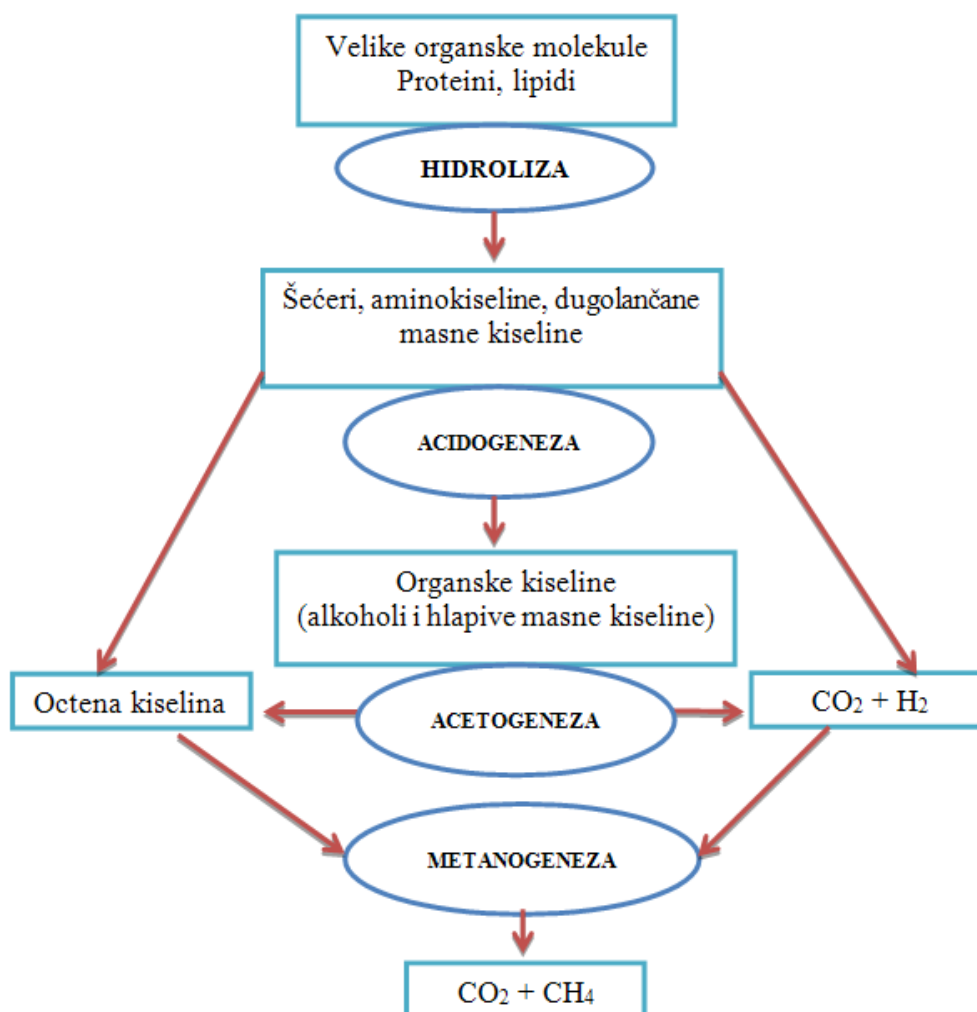 Velike organske molekule
Proteini, lipidi
HIDROLIZA
Šećeri, aminokiseline, dugolančane
masne kiseline
ACIDOGENEZA
Organske kiseline
(alkoholi i hlapive masne kiseline)
Octena kiselina
ACETOGENEZA
CO₂ + H₂
METANOGENEZA
CO₂ + CH₄